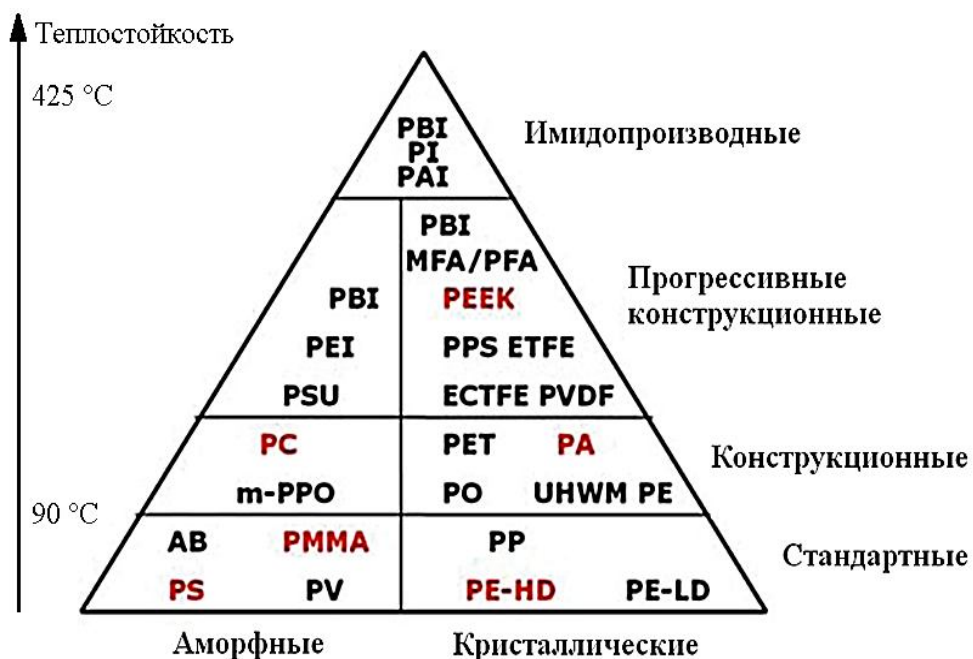 Теплостойкость
425 °C
PBI
PI
PAI
Имидопроизводные
PBI
MFA/PFA
PBI PEEK
PEI PPS ETFE
PSU ECTFE PVDF
Прогрессивные
конструкционные
PC PET PA
m-PPO PO UHWM PE
Конструкционные
90 °C
AB PMMA PP
PS PV PE-HD PE-LD
Стандартные
Аморфные Кристаллические